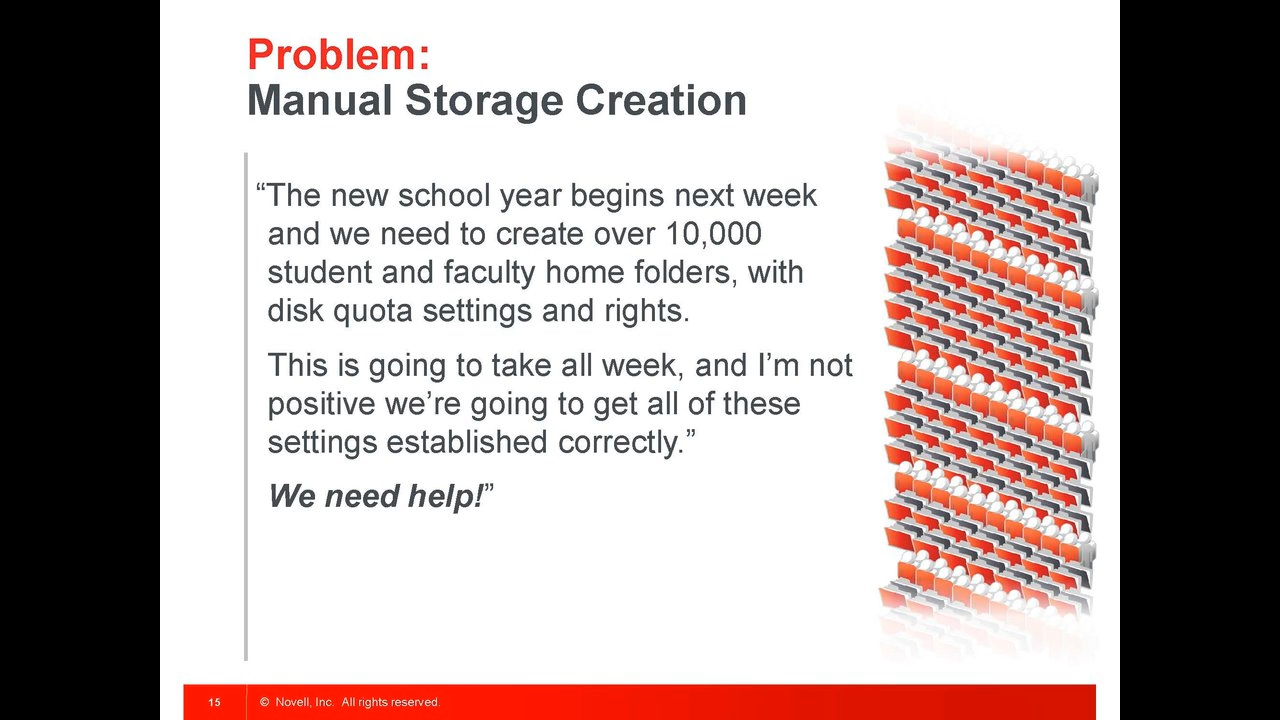 Problem:
Manual Storage Creation
“The new school year begins next week
and we need to create over 10,000
student and faculty home folders, with
disk quota settings and rights.
This is going to take all week, and I’m not
positive we’re going to get all of these
settings established correctly.”
We need help!”
15 © Novell, Inc. All rights reserved.